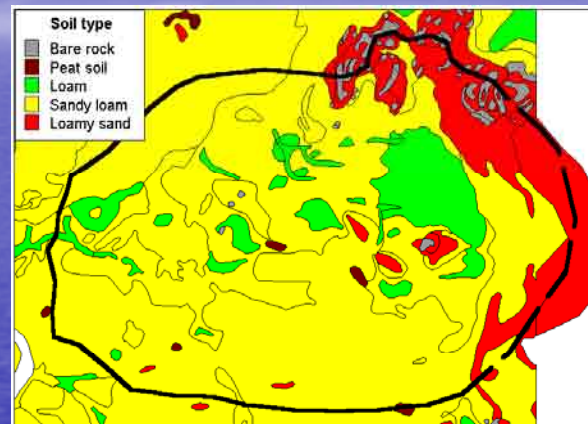 Soil type
Bare rock
Peat soil
Loam
Sandy loam
Loamy sand